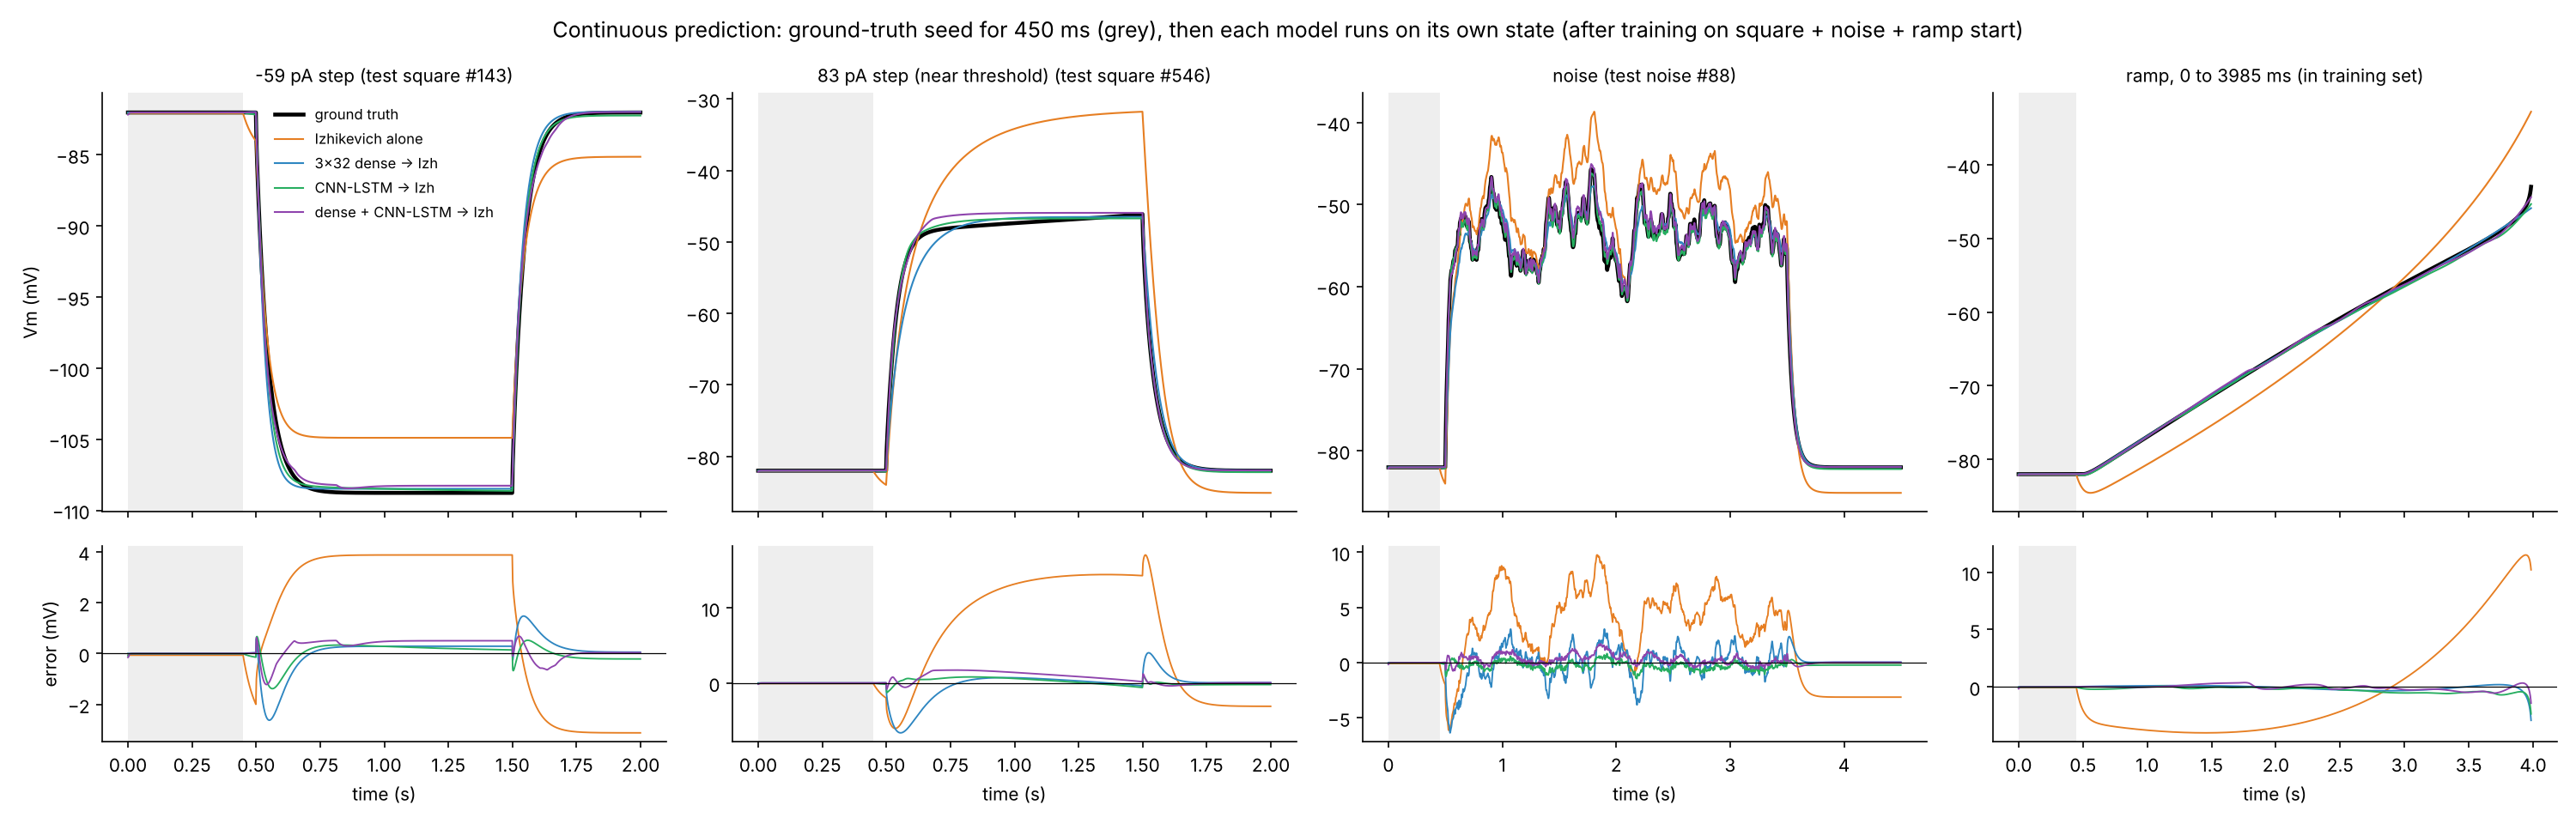 Continuous prediction: ground-truth seed for 450 ms (grey), then each model runs on its own state (after training on square + noise + ramp start)
-59 pA step (test square #143)
83 pA step (near threshold) (test square #546)
noise (test noise #88)
ramp, 0 to 3985 ms (in training set)
ground truth
Izhikevich alone
3×32 dense → Izh
CNN-LSTM → Izh
dense + CNN-LSTM → Izh
Vm (mV)
−85
−90
−95
−100
−105
−110
−30
−40
−50
−60
−70
−80
−40
−50
−60
−70
−80
−40
−50
−60
−70
−80
error (mV)
4
2
0
−2
10
0
10
5
0
−5
10
5
0
0.00 0.25 0.50 0.75 1.00 1.25 1.50 1.75 2.00
0.00 0.25 0.50 0.75 1.00 1.25 1.50 1.75 2.00
0 1 2 3 4
0.0 0.5 1.0 1.5 2.0 2.5 3.0 3.5 4.0
time (s)
time (s)
time (s)
time (s)